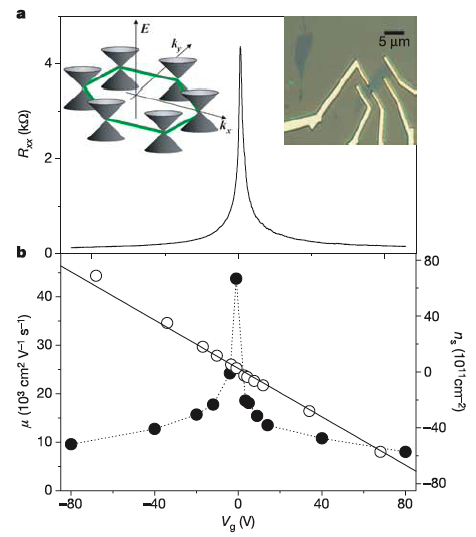 a
E
k_y
k_x
5 µm
R_xx (kΩ)
4
2
0
b
µ (10³ cm² V⁻¹ s⁻¹)
40
30
20
10
0
80
40
0
–40
–80
n_s (10¹¹cm⁻²)
–80 –40 0 40 80
V_g (V)